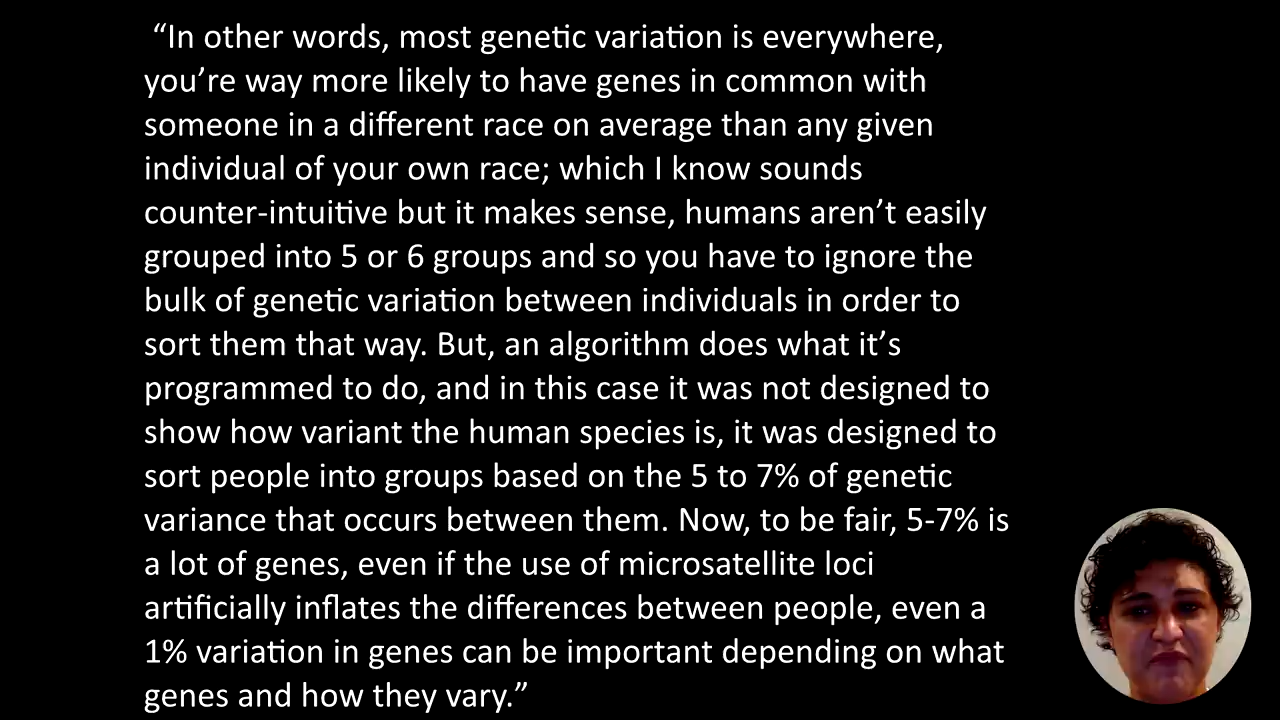 “In other words, most genetic variation is everywhere,
you’re way more likely to have genes in common with
someone in a different race on average than any given
individual of your own race; which I know sounds
counter-intuitive but it makes sense, humans aren’t easily
grouped into 5 or 6 groups and so you have to ignore the
bulk of genetic variation between individuals in order to
sort them that way. But, an algorithm does what it’s
programmed to do, and in this case it was not designed to
show how variant the human species is, it was designed to
sort people into groups based on the 5 to 7% of genetic
variance that occurs between them. Now, to be fair, 5-7% is
a lot of genes, even if the use of microsatellite loci
artificially inflates the differences between people, even a
1% variation in genes can be important depending on what
genes and how they vary.”